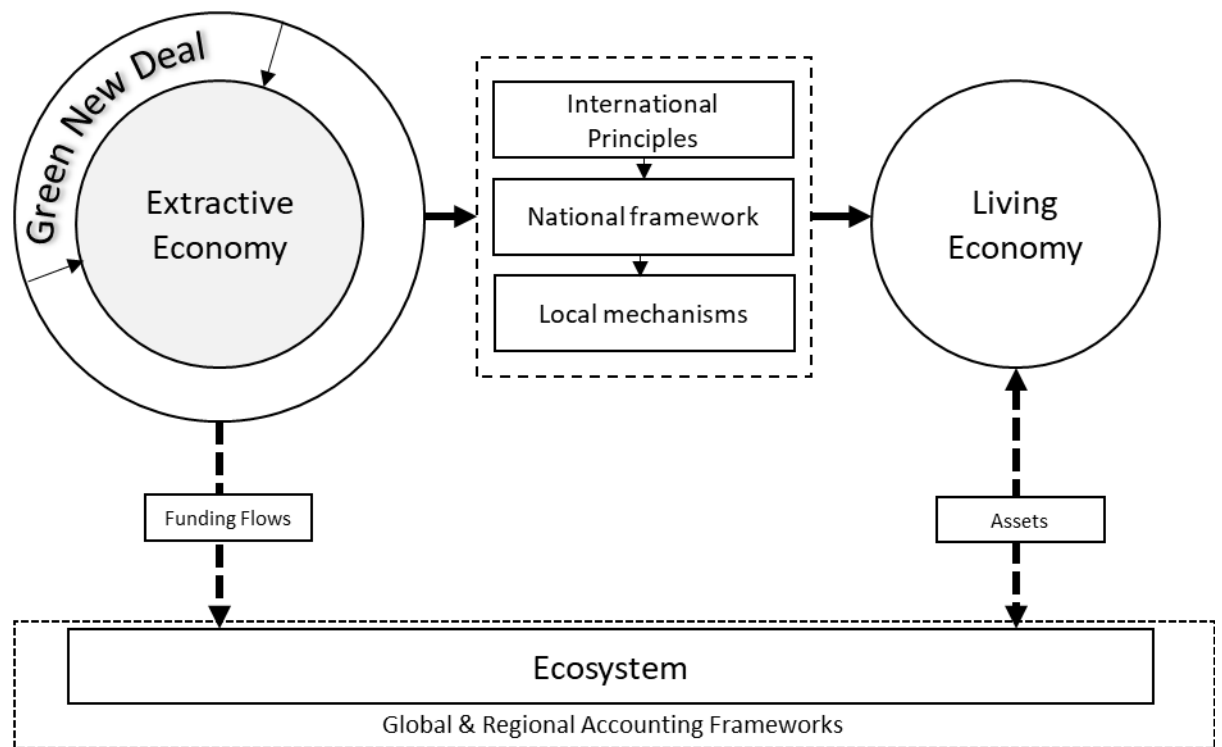 Green New Deal
Extractive
Economy
International
Principles
National framework
Local mechanisms
Living
Economy
Funding Flows
Assets
Ecosystem
Global & Regional Accounting Frameworks